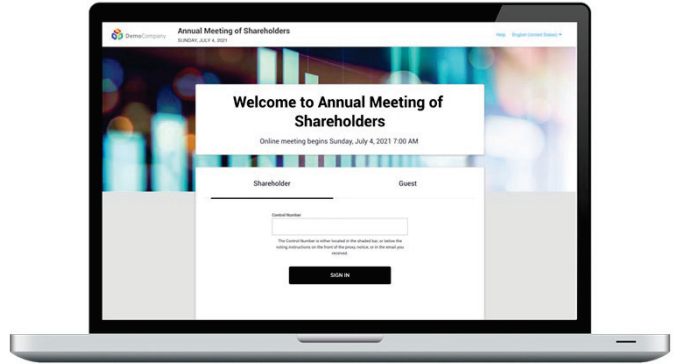 DemoCompany
Annual Meeting of Shareholders
SUNDAY, JULY 4, 2021
Help English (United States)
Welcome to Annual Meeting of
Shareholders
Online meeting begins Sunday, July 4, 2021 7:00 AM
Shareholder Guest
Control Number
The Control Number is either located in the shaded bar, or below the
voting instructions on the front of the proxy, notice, or in the email you
received.
SIGN IN